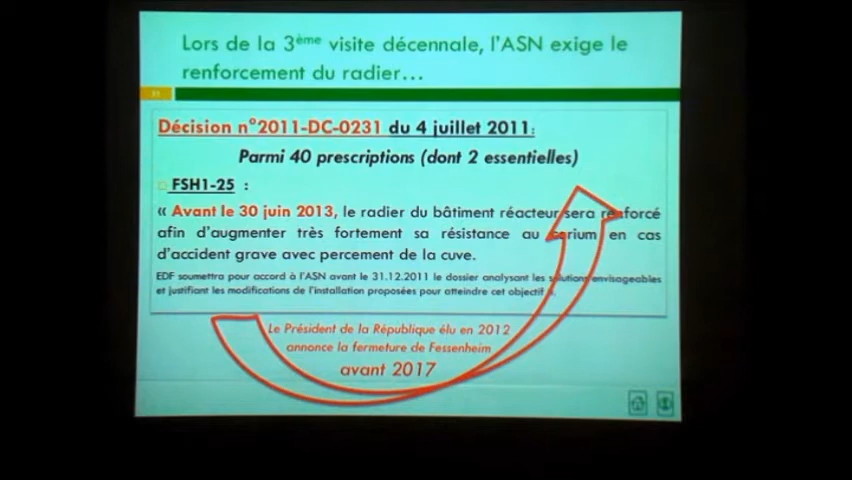 Lors de la 3ème visite décennale, l'ASN exige le
renforcement du radier...
31
Décision n°2011-DC-0231 du 4 juillet 2011:
Parmi 40 prescriptions (dont 2 essentielles)
FSH1-25 :
« Avant le 30 juin 2013, le radier du bâtiment réacteur sera renforcé
afin d'augmenter très fortement sa résistance au corium en cas
d'accident grave avec percement de la cuve.
EDF soumettra pour accord à l'ASN avant le 31.12.2011 le dossier analysant les solutions envisageables
et justifiant les modifications de l'installation proposées pour atteindre cet objectif ».
Le Président de la République élu en 2012
annonce la fermeture de Fessenheim
avant 2017